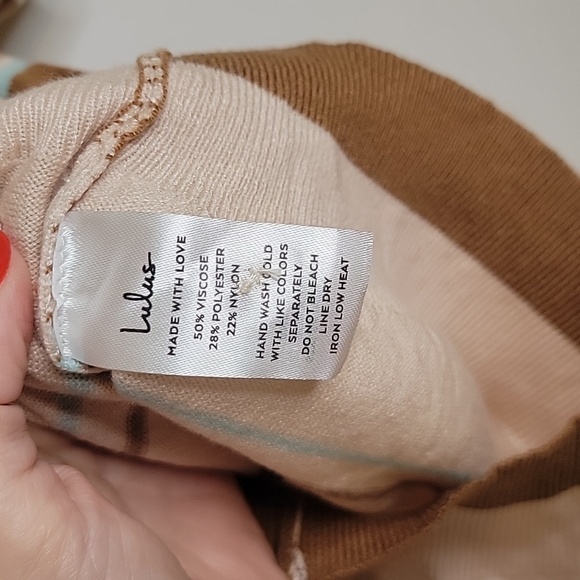 Lulus
MADE WITH LOVE
50% VISCOSE
28% POLYESTER
22% NYLON
HAND WASH COLD
WITH LIKE COLORS
SEPARATELY
DO NOT BLEACH
LINE DRY
IRON LOW HEAT